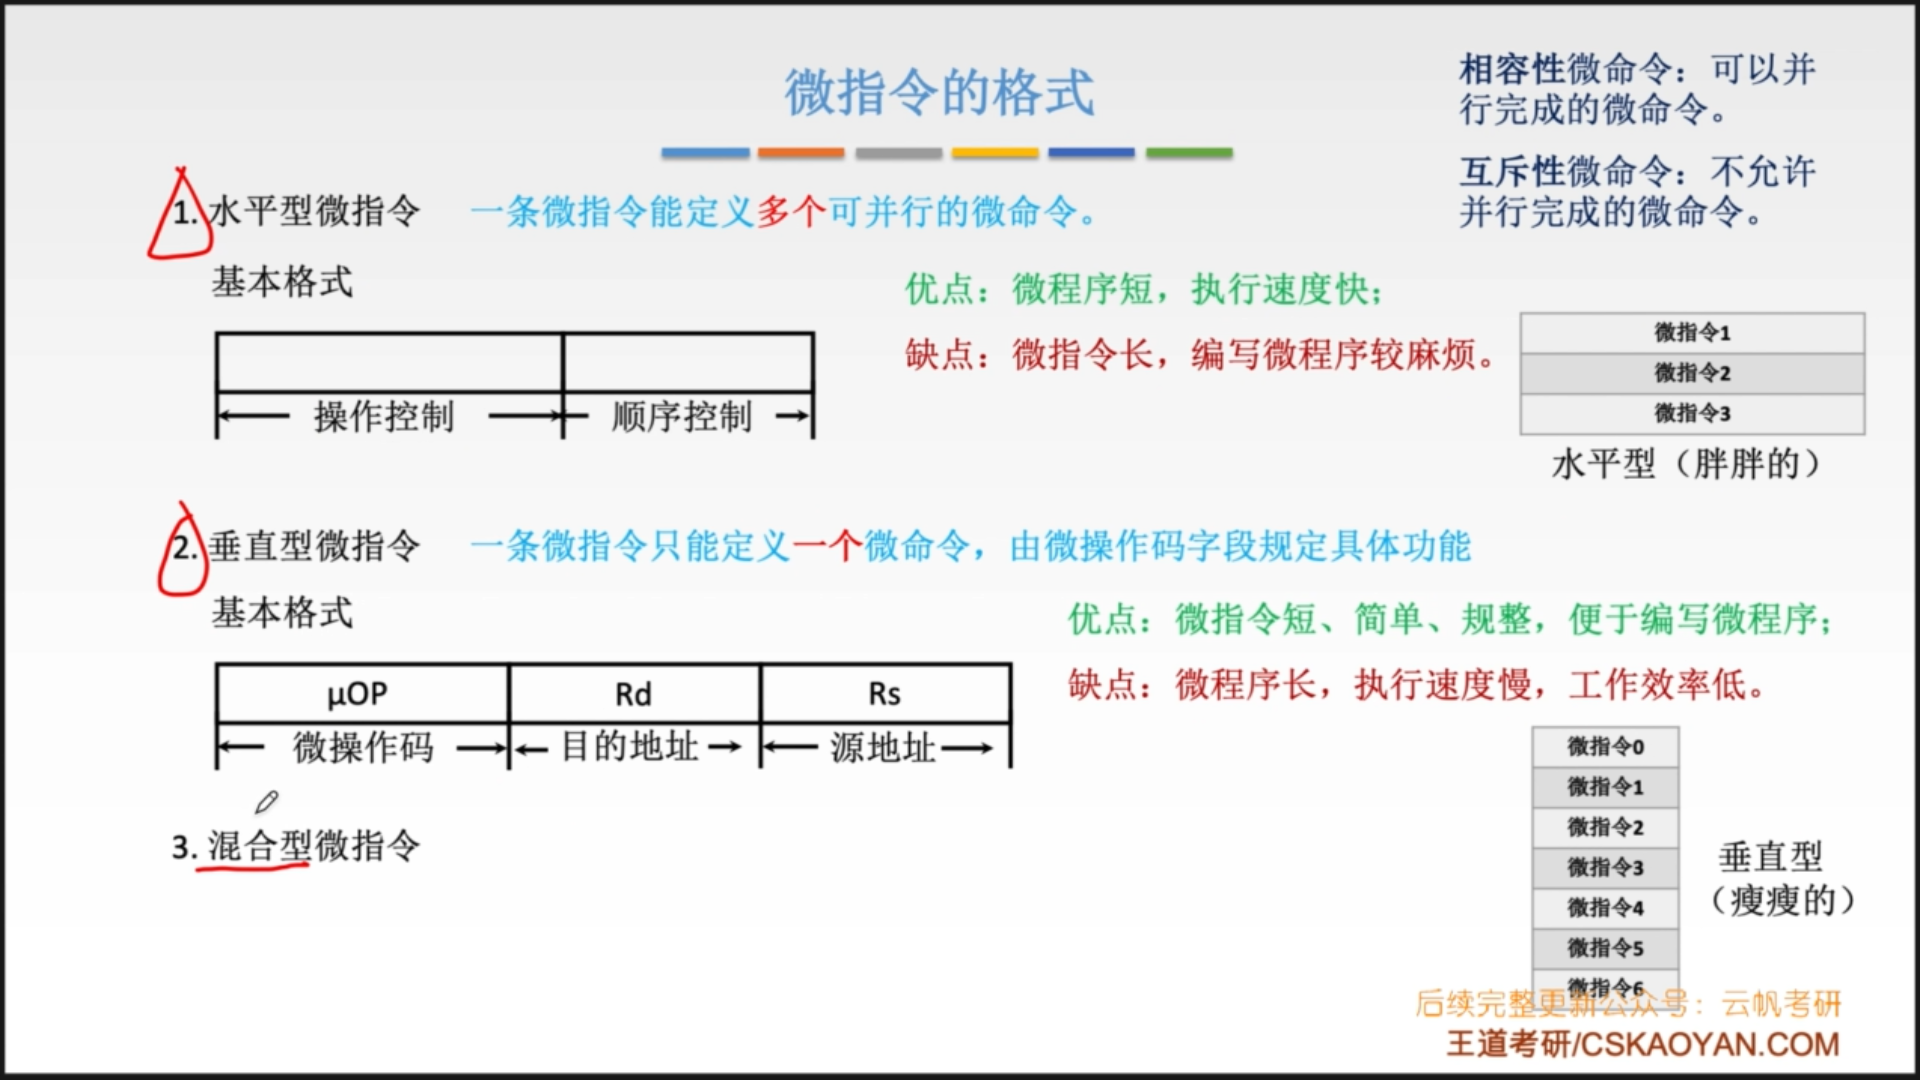 微指令的格式
相容性微命令：可以并
行完成的微命令。
互斥性微命令：不允许
并行完成的微命令。
1. 水平型微指令 一条微指令能定义多个可并行的微命令。
基本格式
优点：微程序短，执行速度快；
缺点：微指令长，编写微程序较麻烦。
操作控制 顺序控制
微指令1
微指令2
微指令3
水平型（胖胖的）
2. 垂直型微指令 一条微指令只能定义一个微命令，由微操作码字段规定具体功能
基本格式
优点：微指令短、简单、规整，便于编写微程序；
缺点：微程序长，执行速度慢，工作效率低。
μOP Rd Rs
微操作码 目的地址 源地址
3. 混合型微指令
微指令0
微指令1
微指令2
微指令3
微指令4
微指令5
微指令6
垂直型
（瘦瘦的）
后续完整更新公众号：云帆考研
王道考研/CSKAOYAN.COM